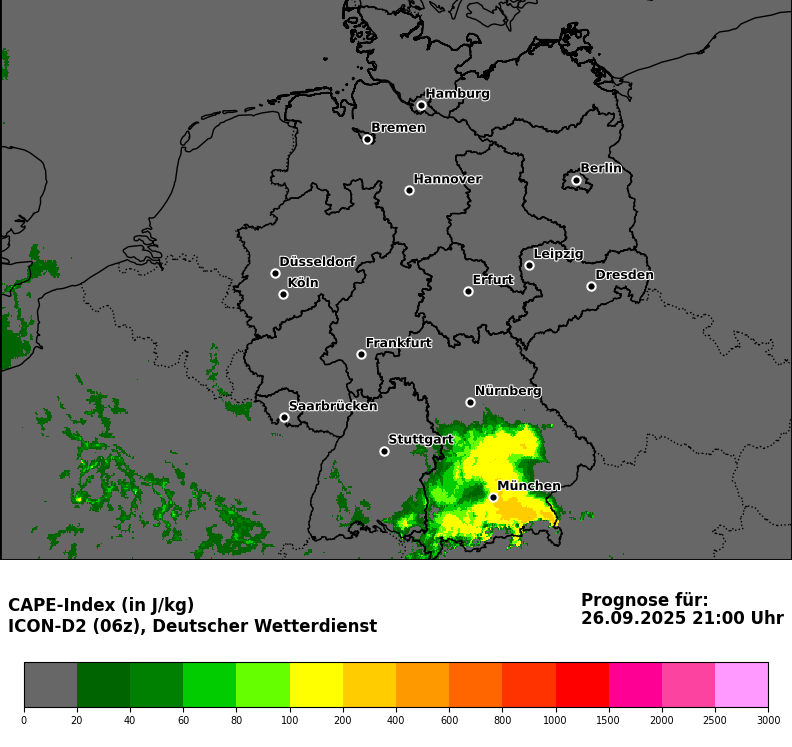 Hamburg
Bremen
Berlin
Hannover
Leipzig
Düsseldorf
Dresden
Köln
Erfurt
Frankfurt
Nürnberg
Saarbrücken
Stuttgart
München
CAPE-Index (in J/kg)
ICON-D2 (06z), Deutscher Wetterdienst
Prognose für:
26.09.2025 21:00 Uhr
0 20 40 60 80 100 200 400 600 800 1000 1500 2000 2500 3000